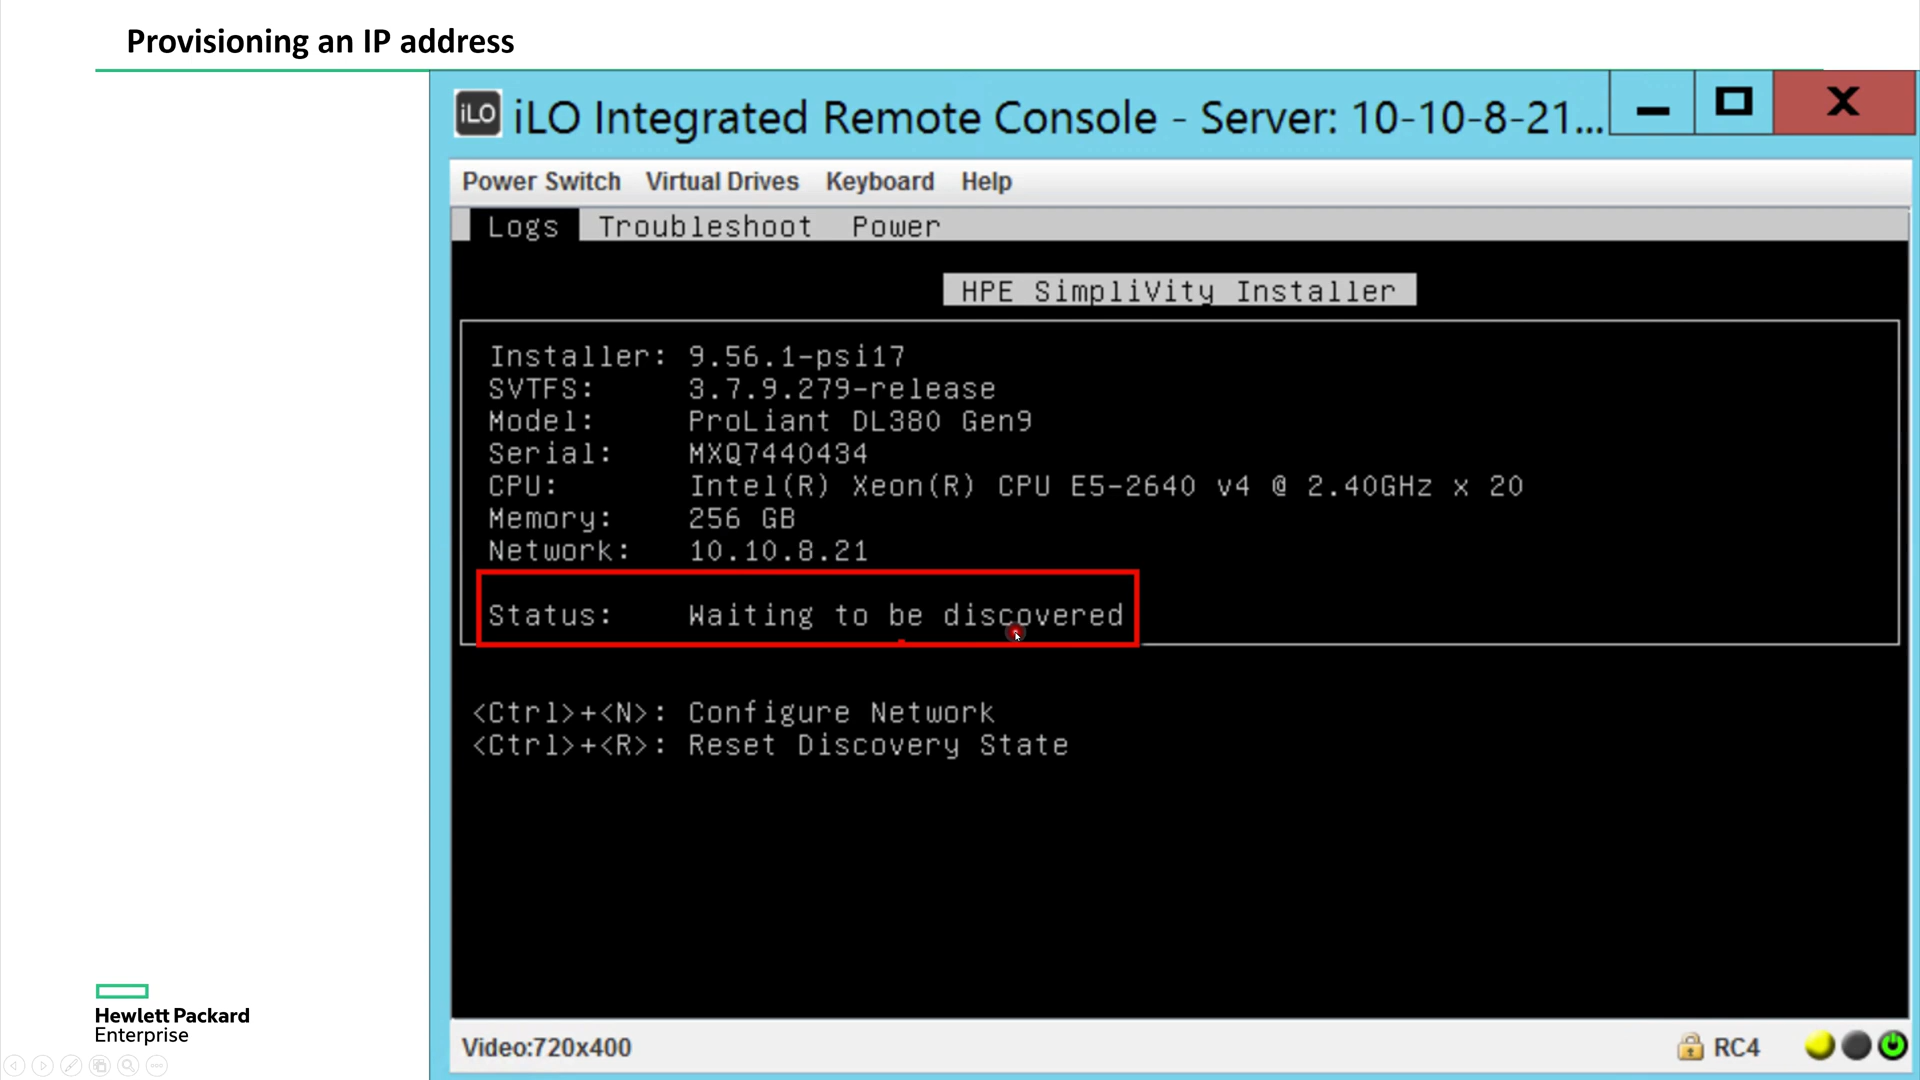 Provisioning an IP address
iLO
iLO Integrated Remote Console - Server: 10-10-8-21...
Power Switch Virtual Drives Keyboard Help
Logs Troubleshoot Power
HPE SimpliVity Installer
Installer: 9.56.1-psi17
SVTFS: 3.7.9.279-release
Model: ProLiant DL380 Gen9
Serial: MXQ7440434
CPU: Intel(R) Xeon(R) CPU E5-2640 v4 @ 2.40GHz x 20
Memory: 256 GB
Network: 10.10.8.21
Status: Waiting to be discovered
<Ctrl>+<N>: Configure Network
<Ctrl>+<R>: Reset Discovery State
Hewlett Packard
Enterprise
Video:720x400
RC4